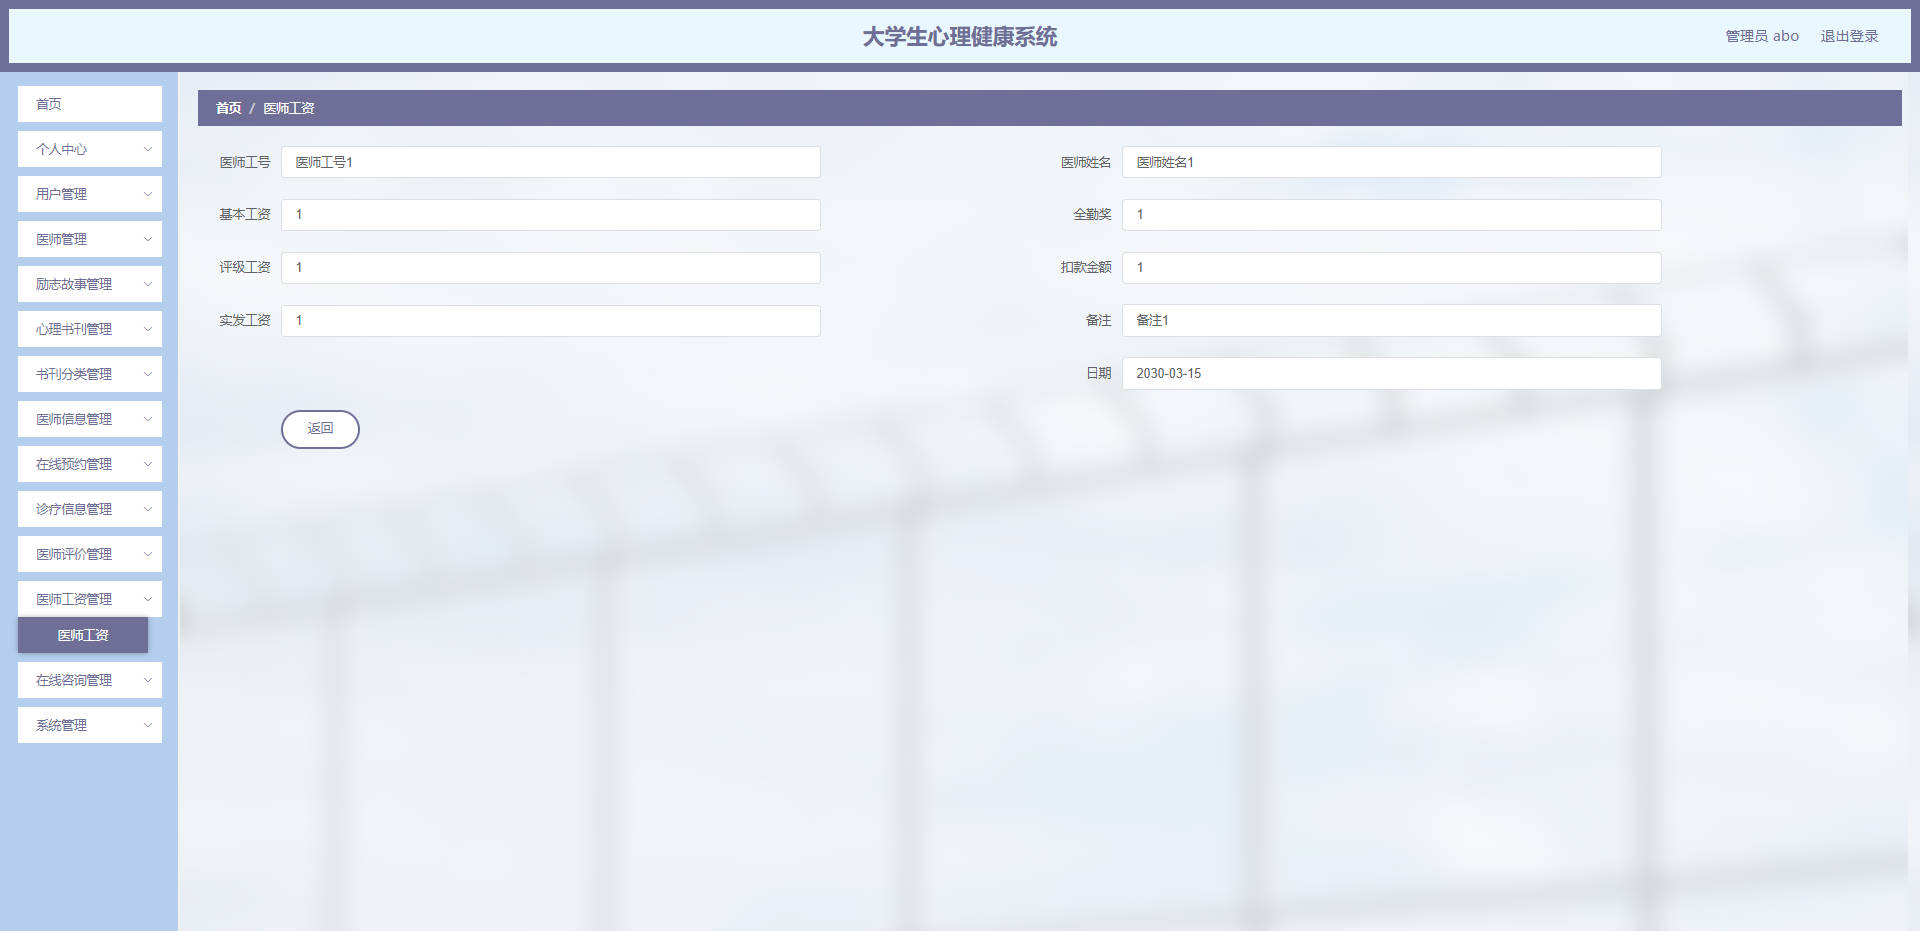 大学生心理健康系统
管理员 abo 退出登录
首页
个人中心
用户管理
医师管理
励志故事管理
心理书刊管理
书刊分类管理
医师信息管理
在线预约管理
诊疗信息管理
医师评价管理
医师工资管理
医师工资
在线咨询管理
系统管理
首页 / 医师工资
医师工号 医师工号1 医师姓名 医师姓名1
基本工资 1 全勤奖 1
评级工资 1 扣款金额 1
实发工资 1 备注 备注1
日期 2030-03-15
返回